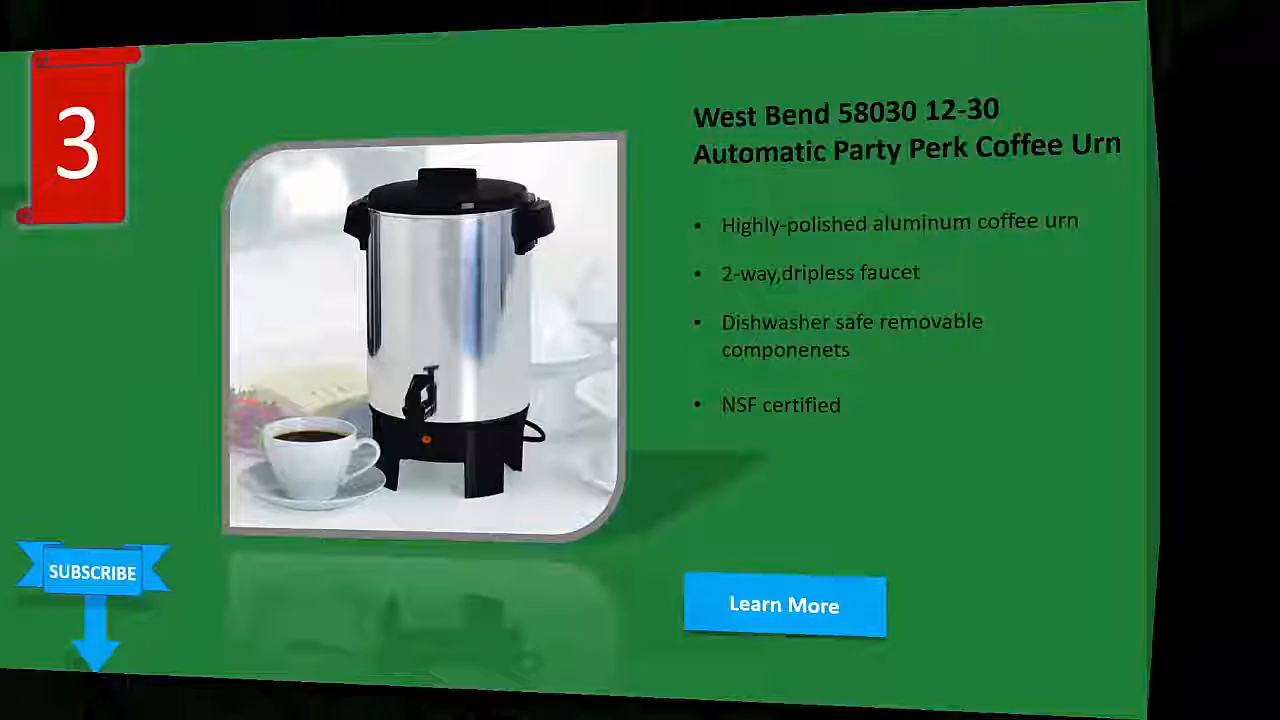 3
West Bend 58030 12-30
Automatic Party Perk Coffee Urn
• Highly-polished aluminum coffee urn
• 2-way,dripless faucet
• Dishwasher safe removable
componenets
• NSF certified
SUBSCRIBE
Learn More